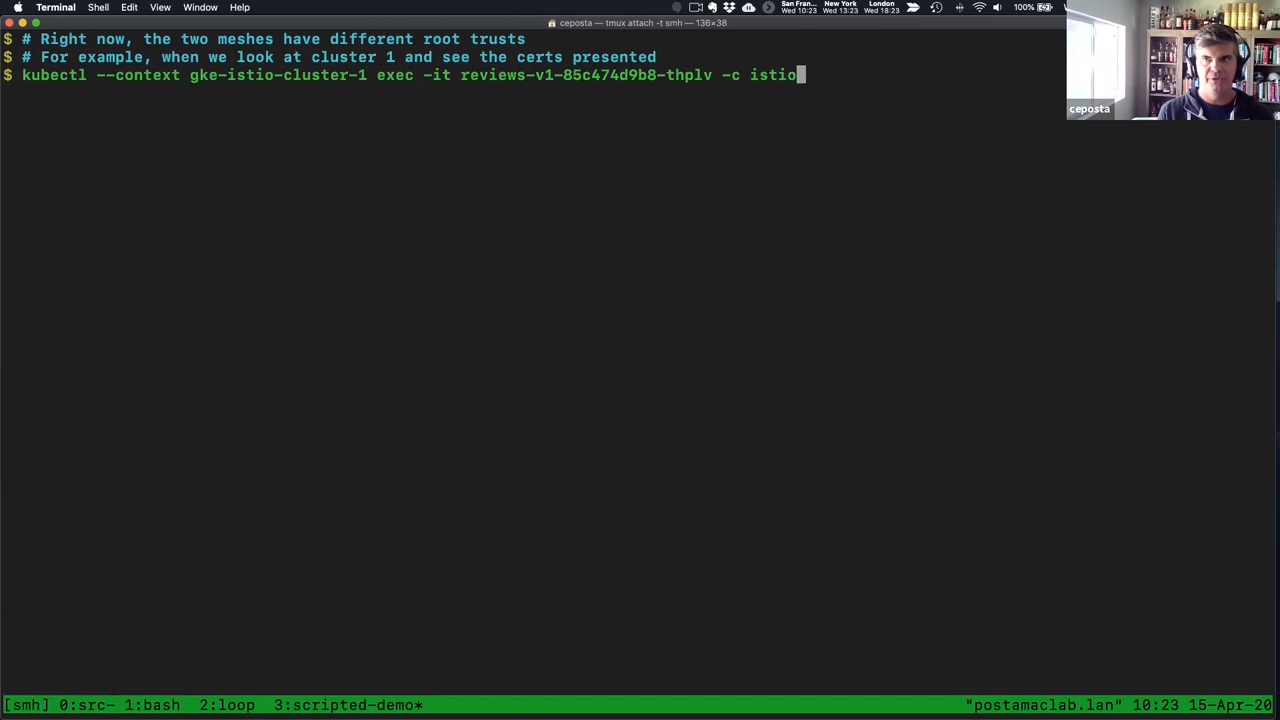 Terminal Shell Edit View Window Help
San Fran... New York London
Wed 10:23 Wed 13:23 Wed 18:23 100%
ceposta — tmux attach -t smh — 136×38
$ # Right now, the two meshes have different root trusts
$ # For example, when we look at cluster 1 and see the certs presented
$ kubectl --context gke-istio-cluster-1 exec -it reviews-v1-85c474d9b8-thplv -c istio
ceposta
[smh] 0:src- 1:bash 2:loop 3:scripted-demo* "postamaclab.lan" 10:23 15-Apr-20